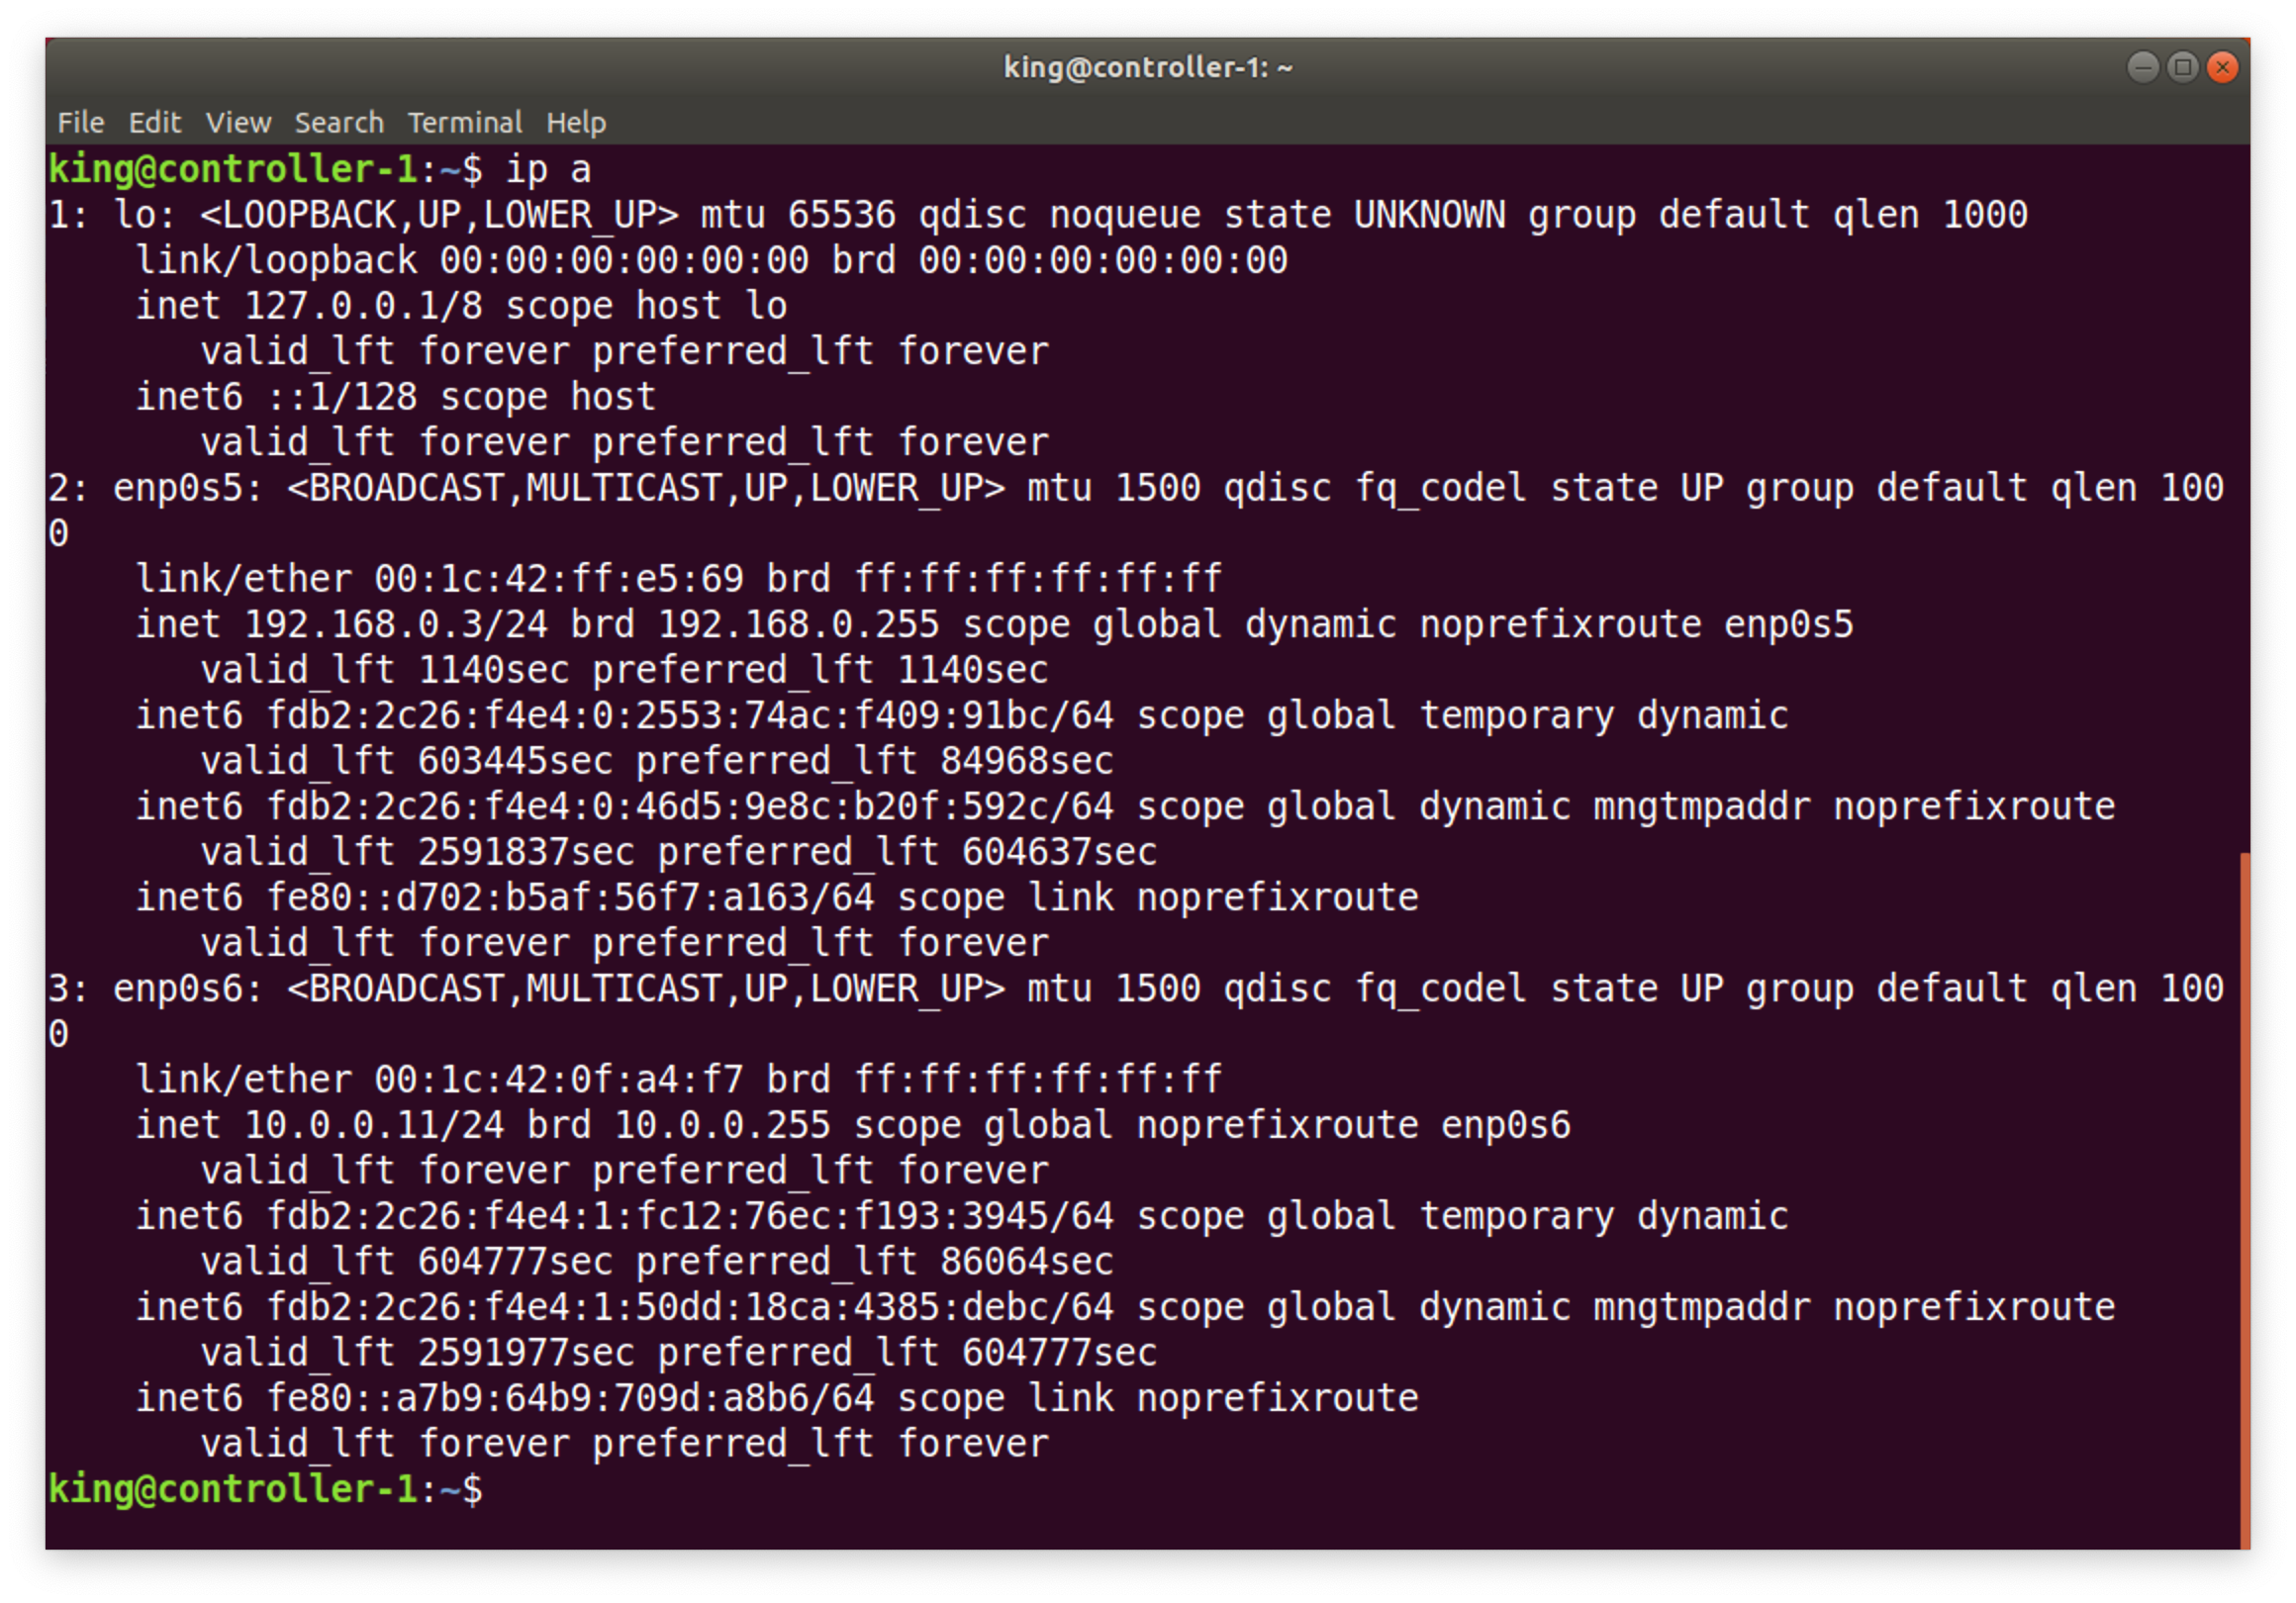 king@controller-1: ~
File Edit View Search Terminal Help
king@controller-1:~$ ip a
1: lo: <LOOPBACK,UP,LOWER_UP> mtu 65536 qdisc noqueue state UNKNOWN group default qlen 1000
    link/loopback 00:00:00:00:00:00 brd 00:00:00:00:00:00
    inet 127.0.0.1/8 scope host lo
       valid_lft forever preferred_lft forever
    inet6 ::1/128 scope host
       valid_lft forever preferred_lft forever
2: enp0s5: <BROADCAST,MULTICAST,UP,LOWER_UP> mtu 1500 qdisc fq_codel state UP group default qlen 100
0
    link/ether 00:1c:42:ff:e5:69 brd ff:ff:ff:ff:ff:ff
    inet 192.168.0.3/24 brd 192.168.0.255 scope global dynamic noprefixroute enp0s5
       valid_lft 1140sec preferred_lft 1140sec
    inet6 fdb2:2c26:f4e4:0:2553:74ac:f409:91bc/64 scope global temporary dynamic
       valid_lft 603445sec preferred_lft 84968sec
    inet6 fdb2:2c26:f4e4:0:46d5:9e8c:b20f:592c/64 scope global dynamic mngtmpaddr noprefixroute
       valid_lft 2591837sec preferred_lft 604637sec
    inet6 fe80::d702:b5af:56f7:a163/64 scope link noprefixroute
       valid_lft forever preferred_lft forever
3: enp0s6: <BROADCAST,MULTICAST,UP,LOWER_UP> mtu 1500 qdisc fq_codel state UP group default qlen 100
0
    link/ether 00:1c:42:0f:a4:f7 brd ff:ff:ff:ff:ff:ff
    inet 10.0.0.11/24 brd 10.0.0.255 scope global noprefixroute enp0s6
       valid_lft forever preferred_lft forever
    inet6 fdb2:2c26:f4e4:1:fc12:76ec:f193:3945/64 scope global temporary dynamic
       valid_lft 604777sec preferred_lft 86064sec
    inet6 fdb2:2c26:f4e4:1:50dd:18ca:4385:debc/64 scope global dynamic mngtmpaddr noprefixroute
       valid_lft 2591977sec preferred_lft 604777sec
    inet6 fe80::a7b9:64b9:709d:a8b6/64 scope link noprefixroute
       valid_lft forever preferred_lft forever
king@controller-1:~$